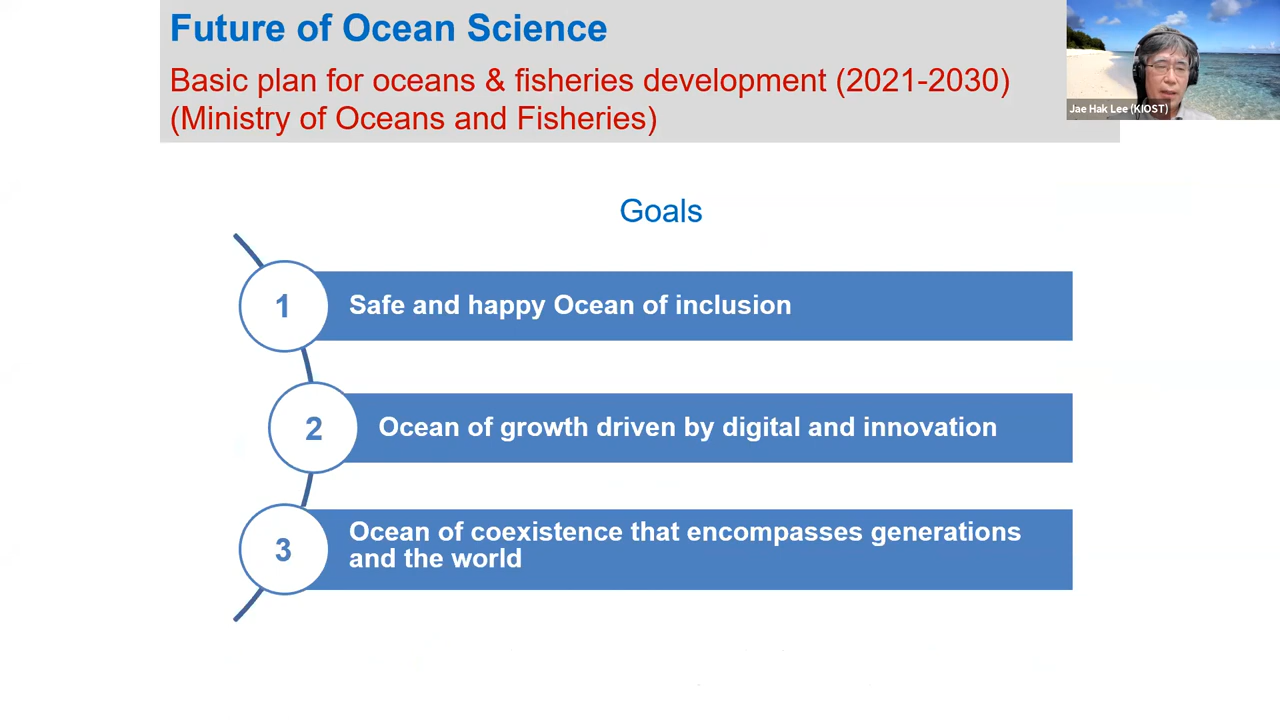 Future of Ocean Science
Basic plan for oceans & fisheries development (2021-2030)
(Ministry of Oceans and Fisheries)
Jae Hak Lee (KIOST)
Goals
1
Safe and happy Ocean of inclusion
2
Ocean of growth driven by digital and innovation
3
Ocean of coexistence that encompasses generations
and the world